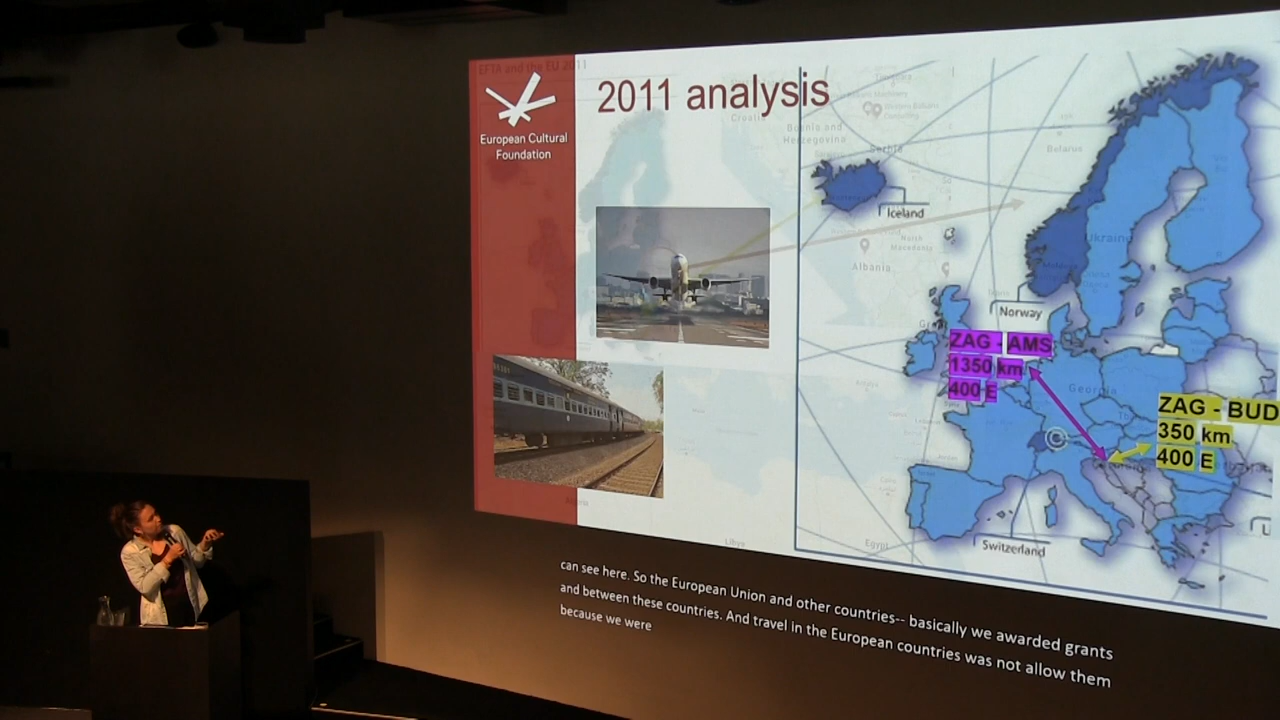 EFTA and the EU 2011
European Cultural
Foundation
2011 analysis
Croatia
Bosnia and
Herzegovina
Serbia
Belarus
Iceland
North
Macedonia
Albania
Ukraine
Norway
ZAG - AMS
1350 km
400 E
Georgia
ZAG - BUD
350 km
400 E
Switzerland
Libya
Egypt
can see here. So the European Union and other countries-- basically we awarded grants
and between these countries. And travel in the European countries was not allow them
because we were